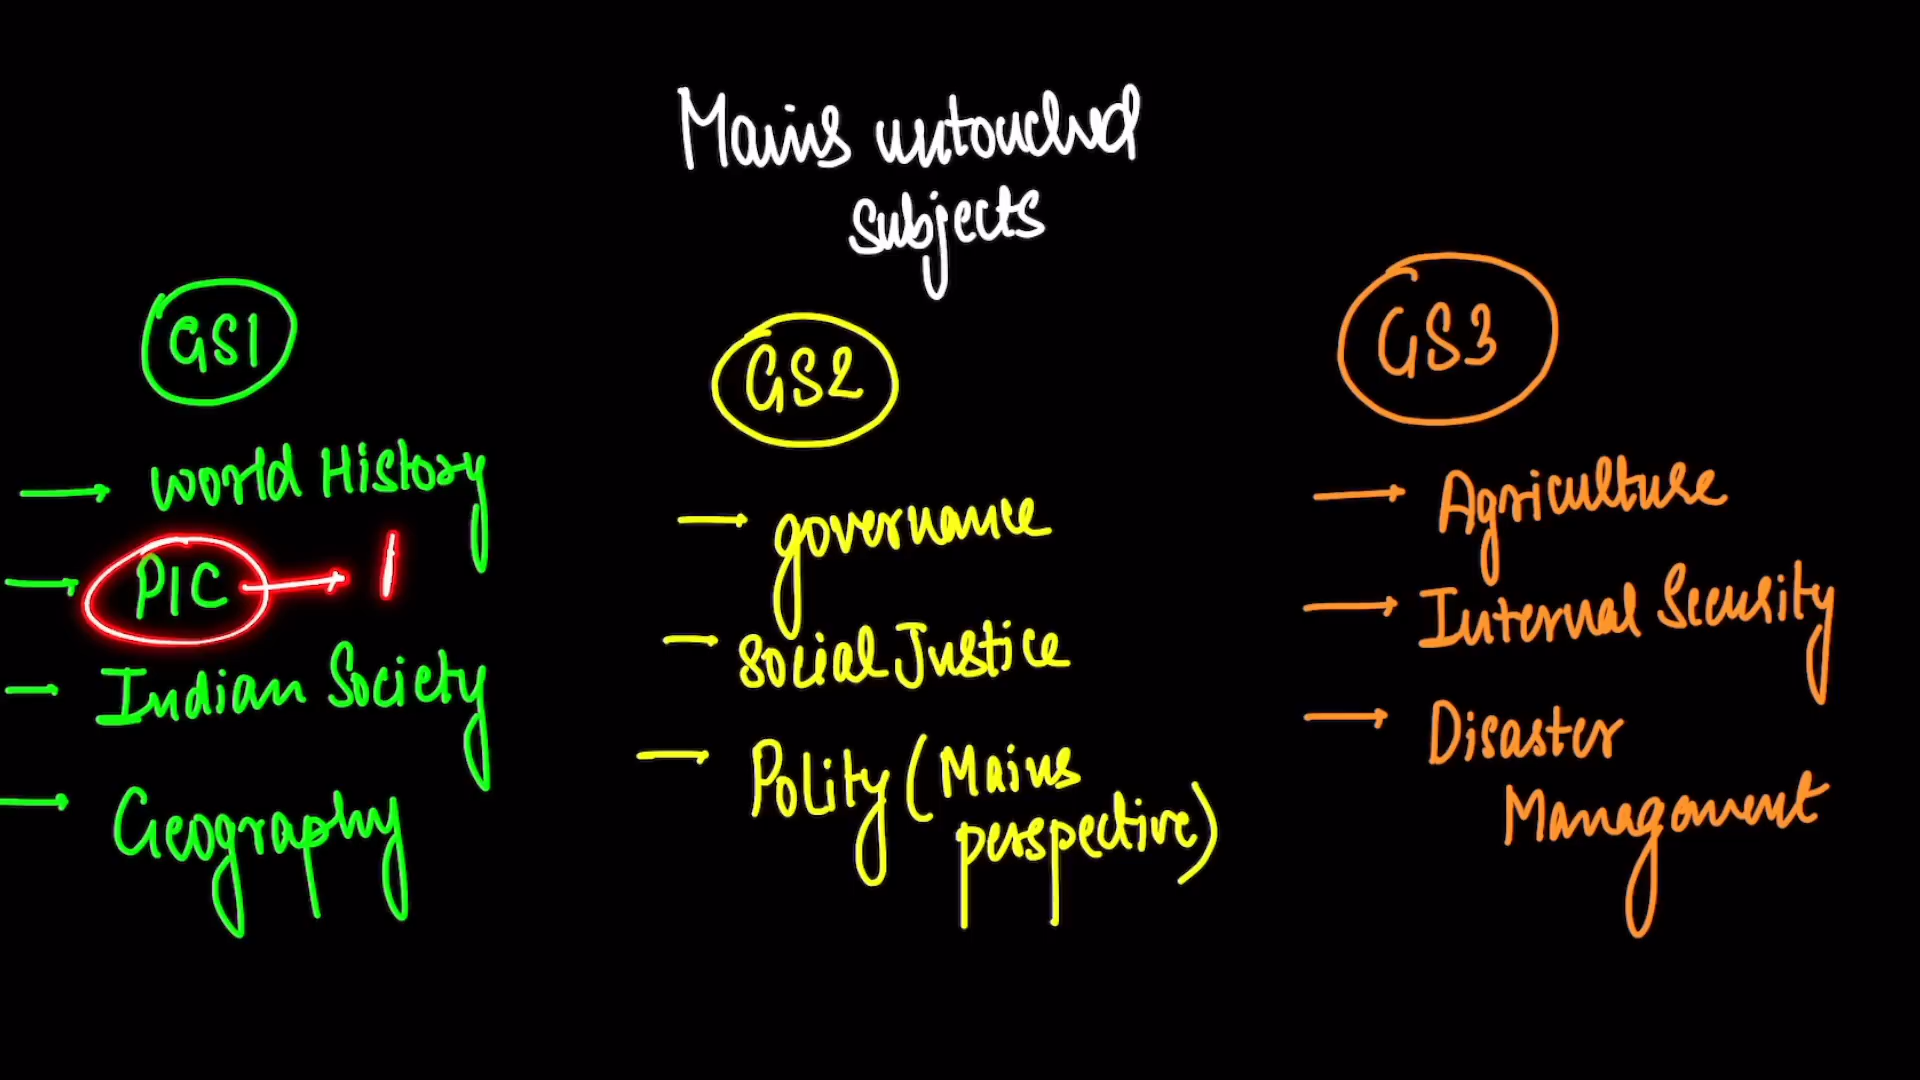 Mains untouched
subjects
GS1
→ World History
→ PIC → 1
– Indian Society
→ Geography
GS2
→ governance
→ Social Justice
→ Polity (Mains
perspective)
GS3
→ Agriculture
→ Internal Security
→ Disaster
Management